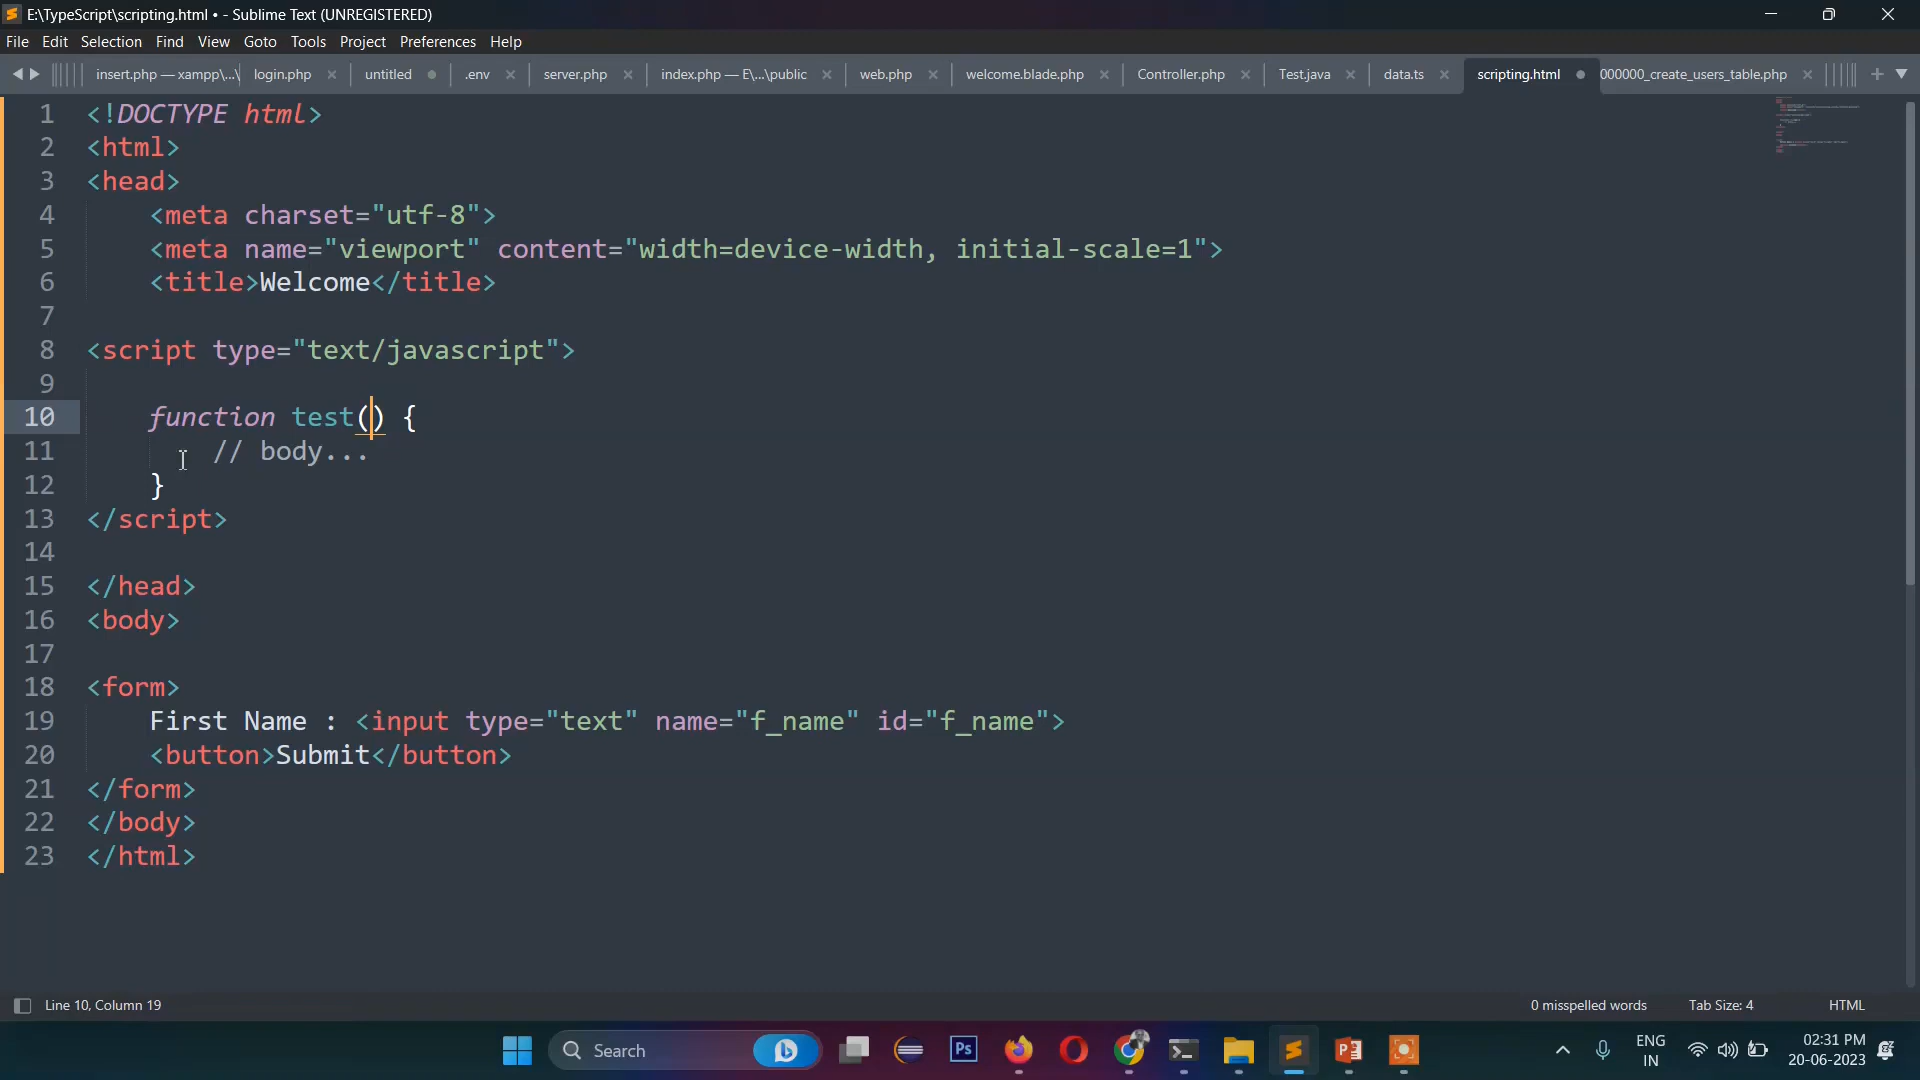 E:\TypeScript\scripting.html • - Sublime Text (UNREGISTERED)
File Edit Selection Find View Goto Tools Project Preferences Help
insert.php — xampp\...\ login.php untitled .env server.php index.php — E\...\public web.php welcome.blade.php Controller.php Test.java data.ts scripting.html 000000_create_users_table.php
1 <!DOCTYPE html>
2 <html>
3 <head>
4 <meta charset="utf-8">
5 <meta name="viewport" content="width=device-width, initial-scale=1">
6 <title>Welcome</title>
7
8 <script type="text/javascript">
9
10 function test() {
11 // body...
12 }
13 </script>
14
15 </head>
16 <body>
17
18 <form>
19 First Name : <input type="text" name="f_name" id="f_name">
20 <button>Submit</button>
21 </form>
22 </body>
23 </html>
Line 10, Column 19 0 misspelled words Tab Size: 4 HTML
Search Ps ENG 02:31 PM
IN 20-06-2023